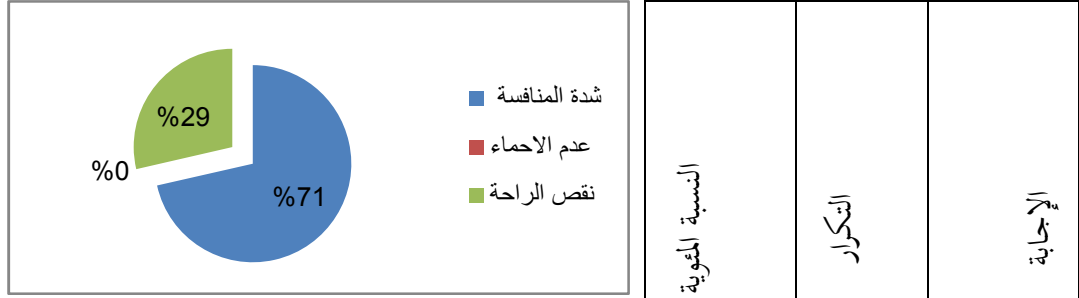 شدة المنافسة
عدم الاحماء
نقص الراحة
%29
%0
%71
الإجابة
التكرار
النسبة المئوية